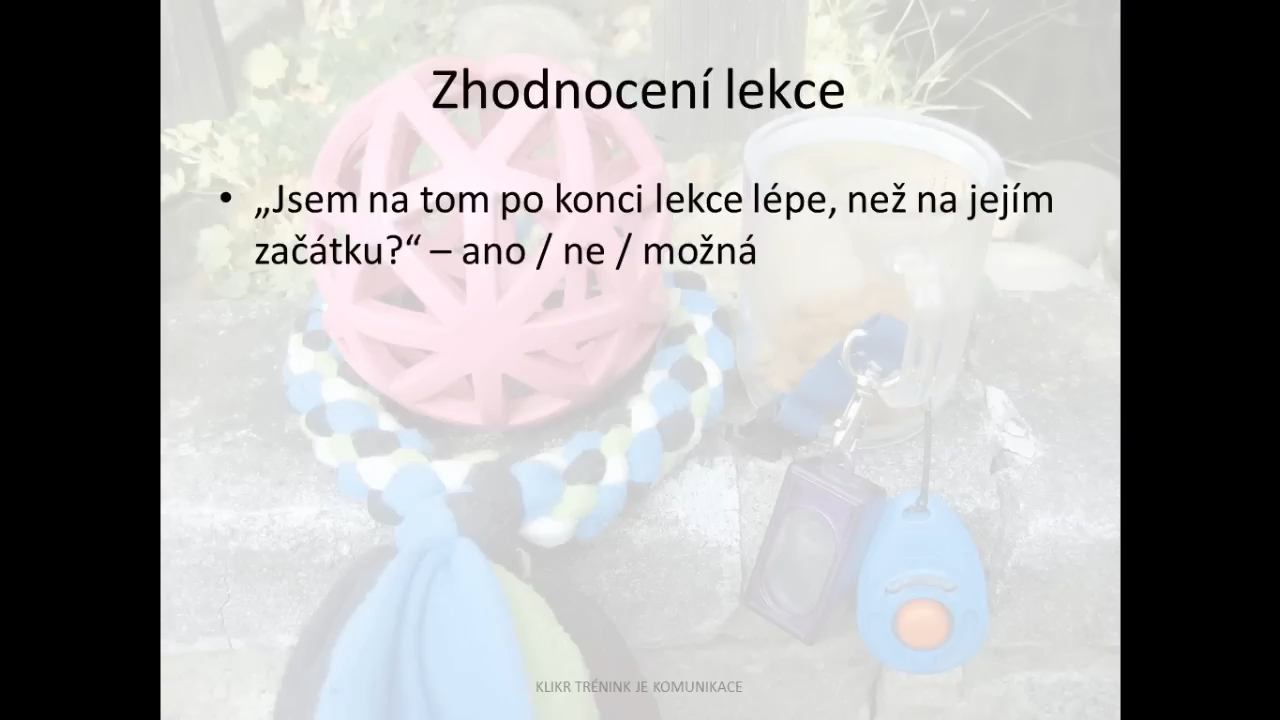 Zhodnocení lekce
• „Jsem na tom po konci lekce lépe, než na jejím
začátku?“ – ano / ne / možná
KLIKR TRÉNINK JE KOMUNIKACE